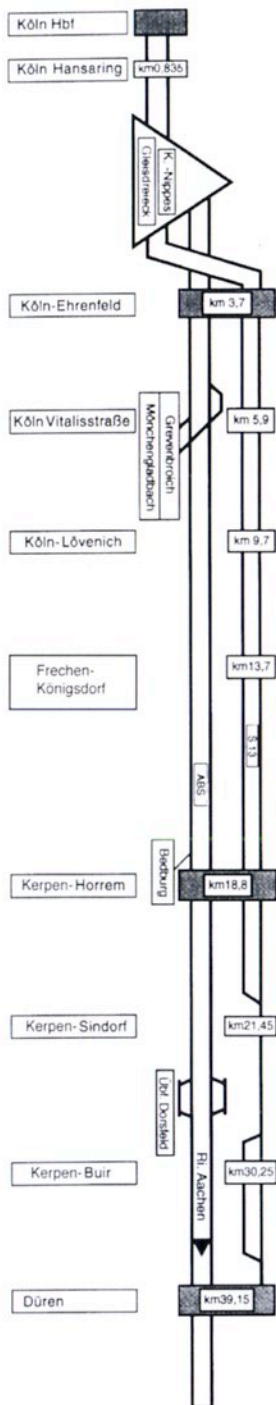 Köln Hbf
Köln Hansaring
km0,835
K. -Nippes
Gleisdreieck
Köln-Ehrenfeld
km 3,7
Köln Vitalisstraße
Grevenbroich
Mönchengladbach
km 5,9
Köln-Lövenich
km 9,7
Frechen-
Königsdorf
km13,7
S 13
ABS
Bedburg
Kerpen-Horrem
km18,8
Kerpen-Sindorf
km21,45
Übf. Dorsfeld
Kerpen-Buir
Ri. Aachen
km30,25
Düren
km39,15